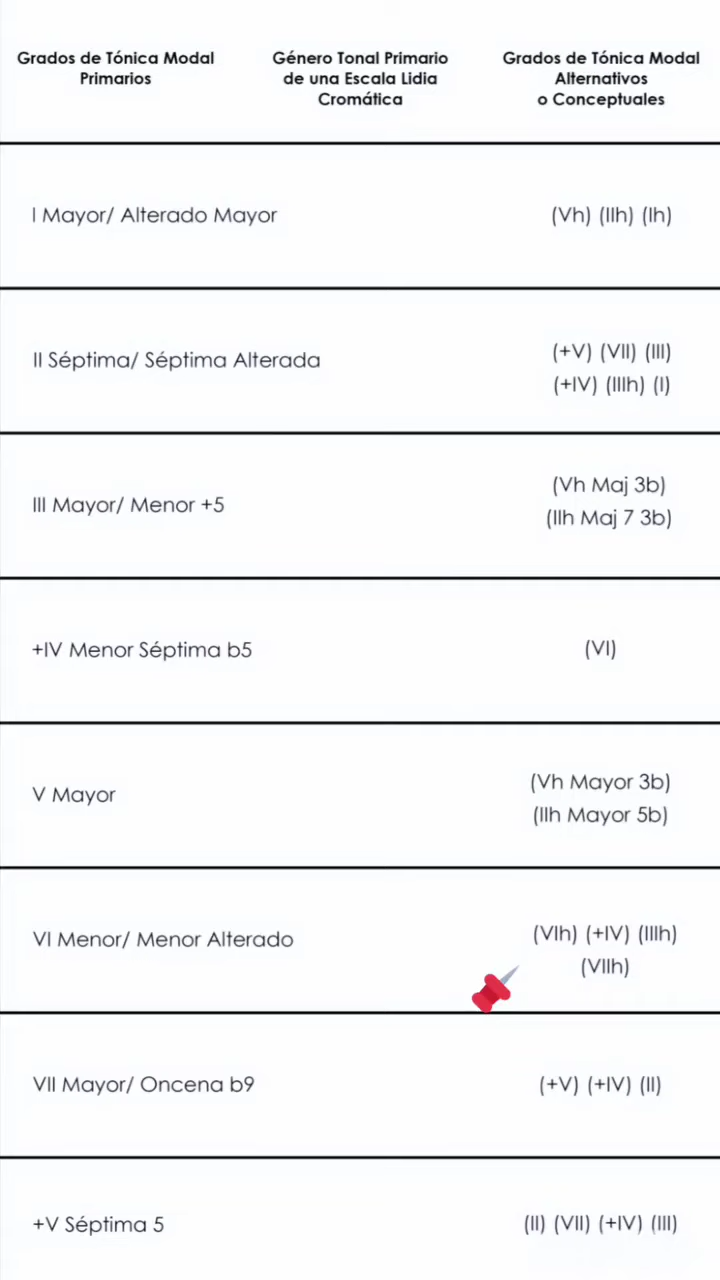 Grados de Tónica Modal
Primarios
Género Tonal Primario
de una Escala Lidia
Cromática
Grados de Tónica Modal
Alternativos
o Conceptuales
I Mayor/ Alterado Mayor
(Vh) (IIh) (Ih)
II Séptima/ Séptima Alterada
(+V) (VII) (III)
(+IV) (IIIh) (I)
III Mayor/ Menor +5
(Vh Maj 3b)
(IIh Maj 7 3b)
+IV Menor Séptima b5
(VI)
V Mayor
(Vh Mayor 3b)
(IIh Mayor 5b)
VI Menor/ Menor Alterado
(VIh) (+IV) (IIIh)
(VIIh)
VII Mayor/ Oncena b9
(+V) (+IV) (II)
+V Séptima 5
(II) (VII) (+IV) (III)